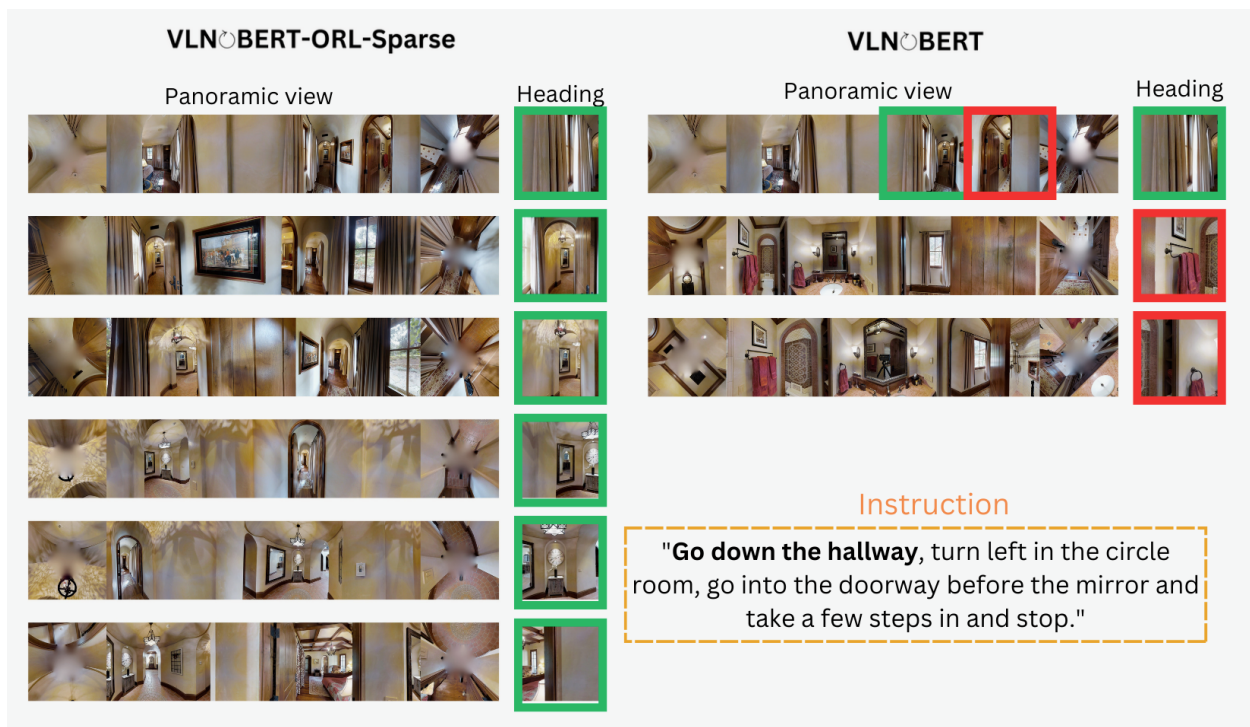 VLN↻BERT-ORL-Sparse
Panoramic view
Heading
VLN↻BERT
Panoramic view
Heading
Instruction
"Go down the hallway, turn left in the circle
room, go into the doorway before the mirror and
take a few steps in and stop."